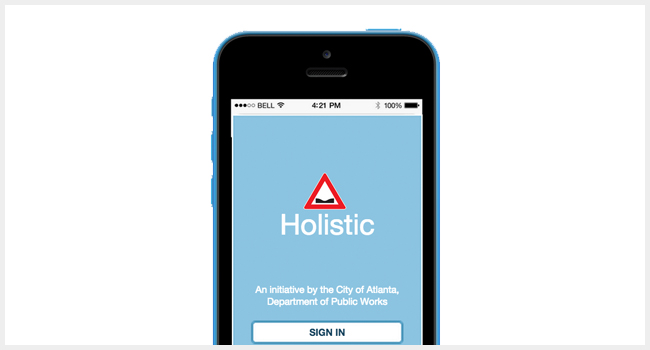 BELL 4:21 PM 100%
Holistic
An initiative by the City of Atlanta,
Department of Public Works
SIGN IN